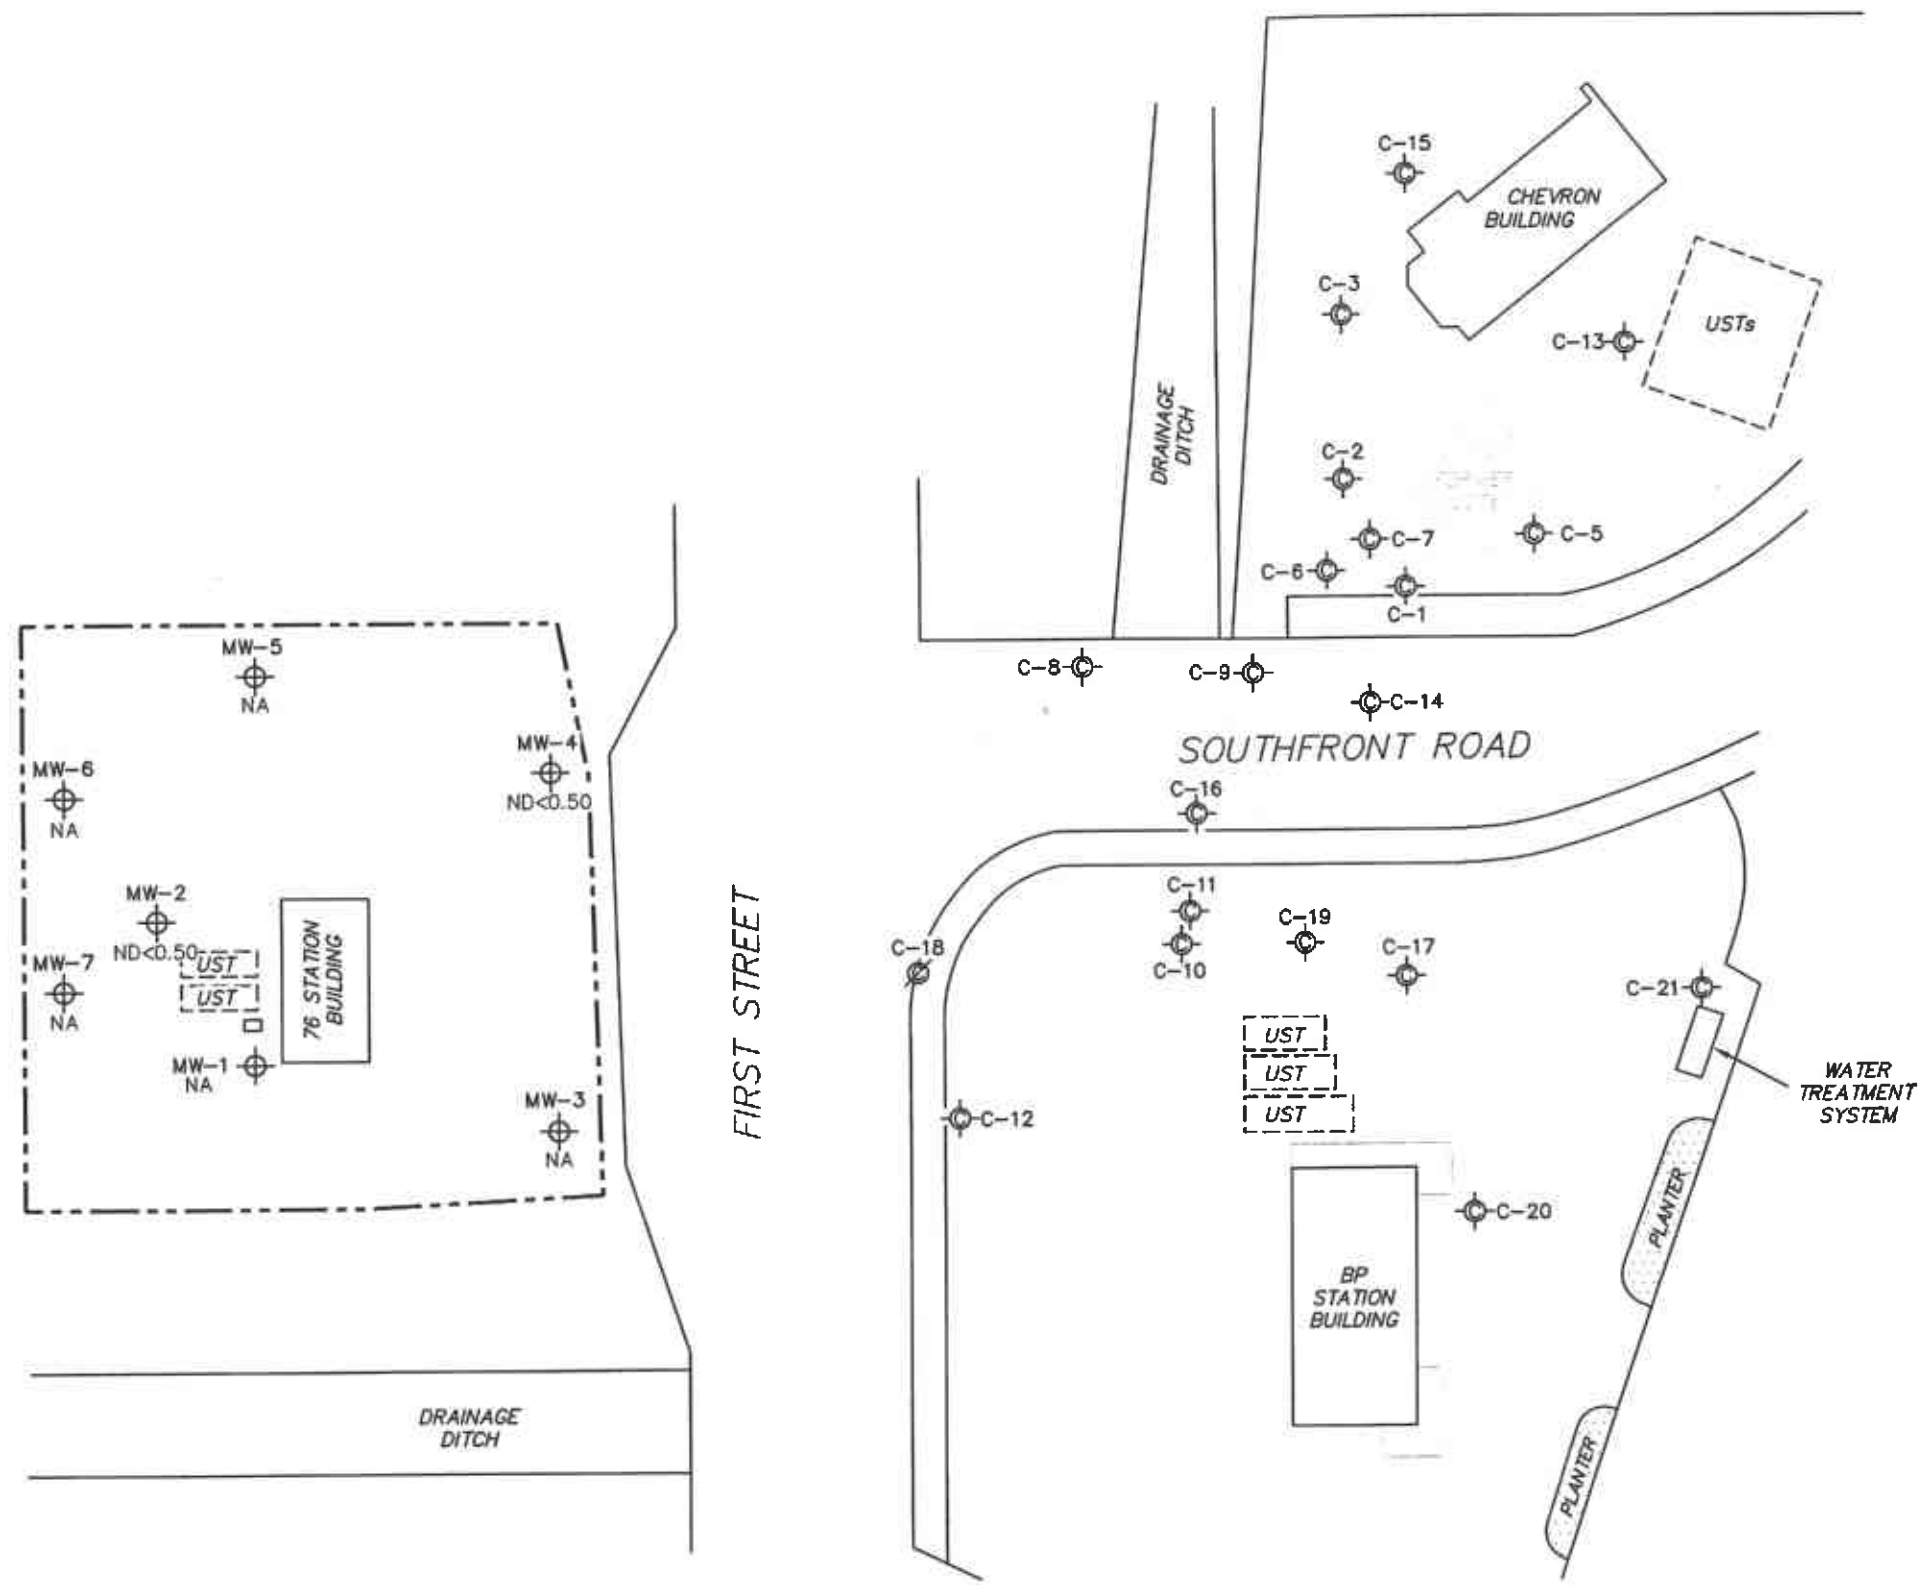 C-15
CHEVRON
BUILDING
C-3
C-13
USTs
DRAINAGE
DITCH
C-2
C-7
C-5
C-6
C-1
C-8
C-9
C-14
SOUTHFRONT ROAD
MW-5
NA
MW-4
ND<0.50
MW-6
NA
MW-2
ND<0.50
MW-7
NA
UST
UST
76 STATION
BUILDING
MW-1
NA
MW-3
NA
FIRST STREET
C-16
C-11
C-19
C-18
C-10
C-17
C-21
UST
UST
UST
WATER
TREATMENT
SYSTEM
C-12
C-20
PLANTER
BP
STATION
BUILDING
DRAINAGE
DITCH
PLANTER